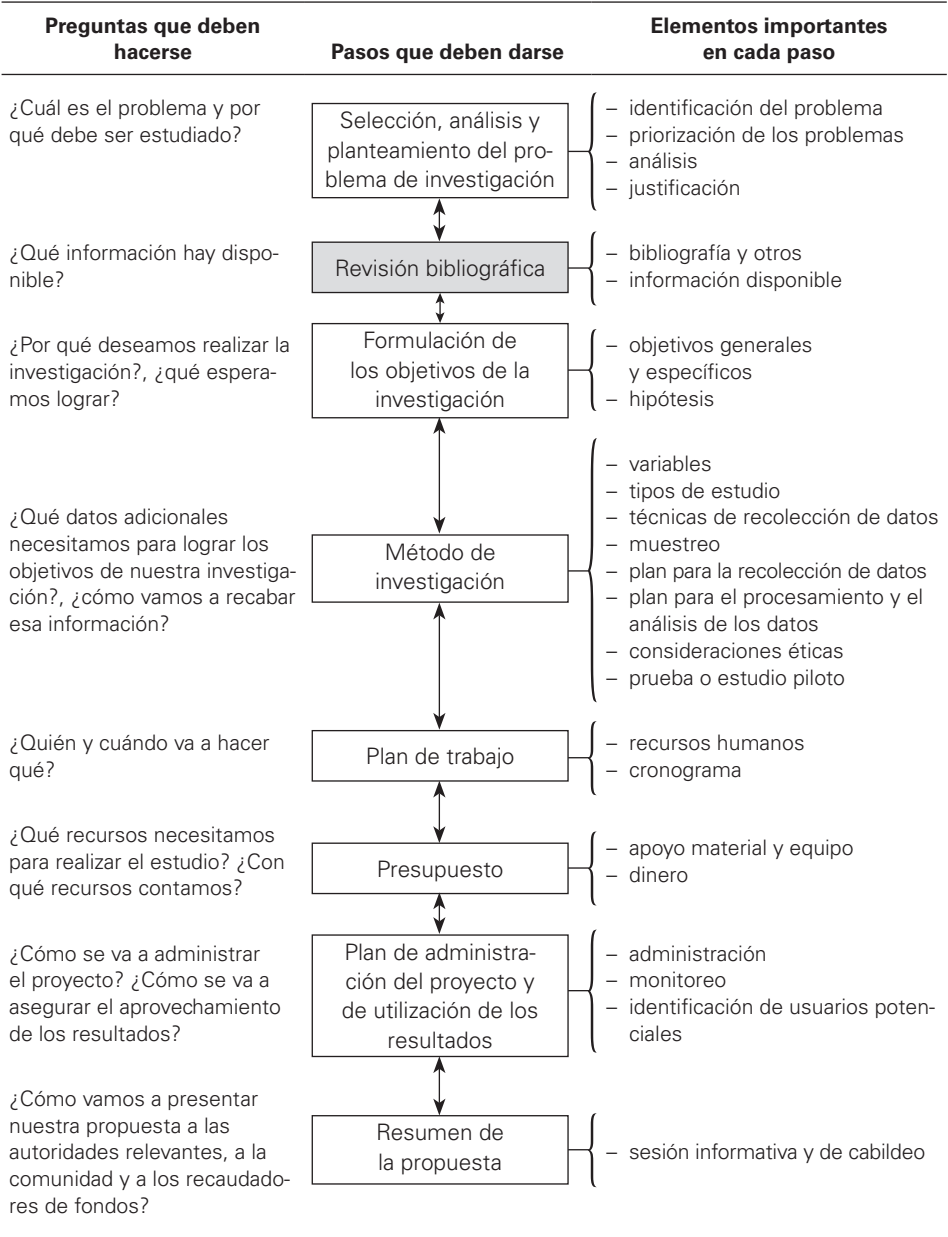 Preguntas que deben
hacerse
Pasos que deben darse
Elementos importantes
en cada paso
¿Cuál es el problema y por
qué debe ser estudiado?
Selección, análisis y
planteamiento del pro-
blema de investigación
– identificación del problema
– priorización de los problemas
– análisis
– justificación
¿Qué información hay dispo-
nible?
Revisión bibliográfica
– bibliografía y otros
– información disponible
¿Por qué deseamos realizar la
investigación?, ¿qué espera-
mos lograr?
Formulación de
los objetivos de la
investigación
– objetivos generales
y específicos
– hipótesis
¿Qué datos adicionales
necesitamos para lograr los
objetivos de nuestra investiga-
ción?, ¿cómo vamos a recabar
esa información?
Método de
investigación
– variables
– tipos de estudio
– técnicas de recolección de datos
– muestreo
– plan para la recolección de datos
– plan para el procesamiento y el
análisis de los datos
– consideraciones éticas
– prueba o estudio piloto
¿Quién y cuándo va a hacer
qué?
Plan de trabajo
– recursos humanos
– cronograma
¿Qué recursos necesitamos
para realizar el estudio? ¿Con
qué recursos contamos?
Presupuesto
– apoyo material y equipo
– dinero
¿Cómo se va a administrar
el proyecto? ¿Cómo se va a
asegurar el aprovechamiento
de los resultados?
Plan de administra-
ción del proyecto y
de utilización de los
resultados
– administración
– monitoreo
– identificación de usuarios poten-
ciales
¿Cómo vamos a presentar
nuestra propuesta a las
autoridades relevantes, a la
comunidad y a los recaudado-
res de fondos?
Resumen de
la propuesta
– sesión informativa y de cabildeo